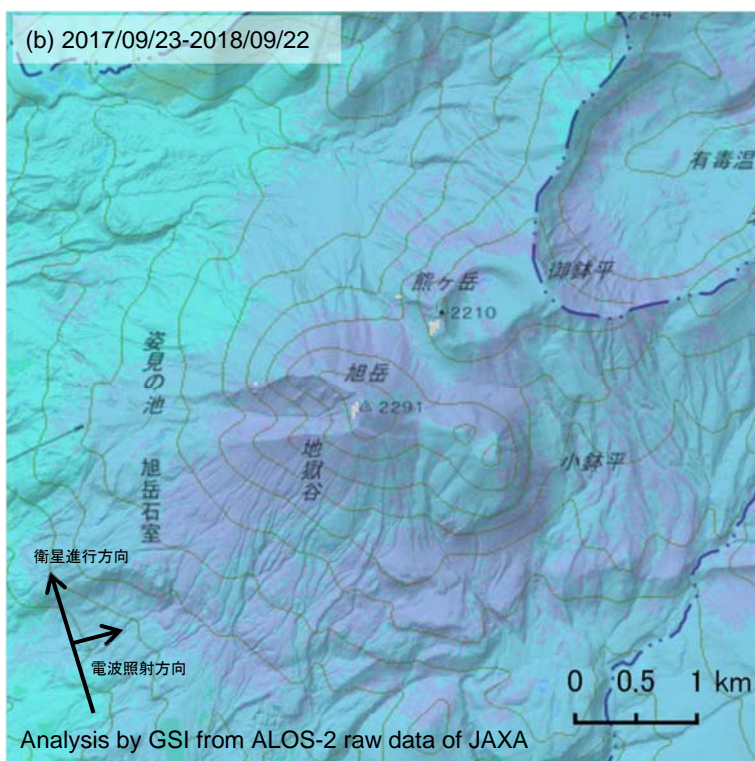 (b) 2017/09/23-2018/09/22
2244
有毒温
御鉢平
熊ヶ岳
2210
姿見の池
旭岳
2291
地獄谷
小鉢平
旭岳石室
衛星進行方向
電波照射方向
0 0.5 1 km
Analysis by GSI from ALOS-2 raw data of JAXA